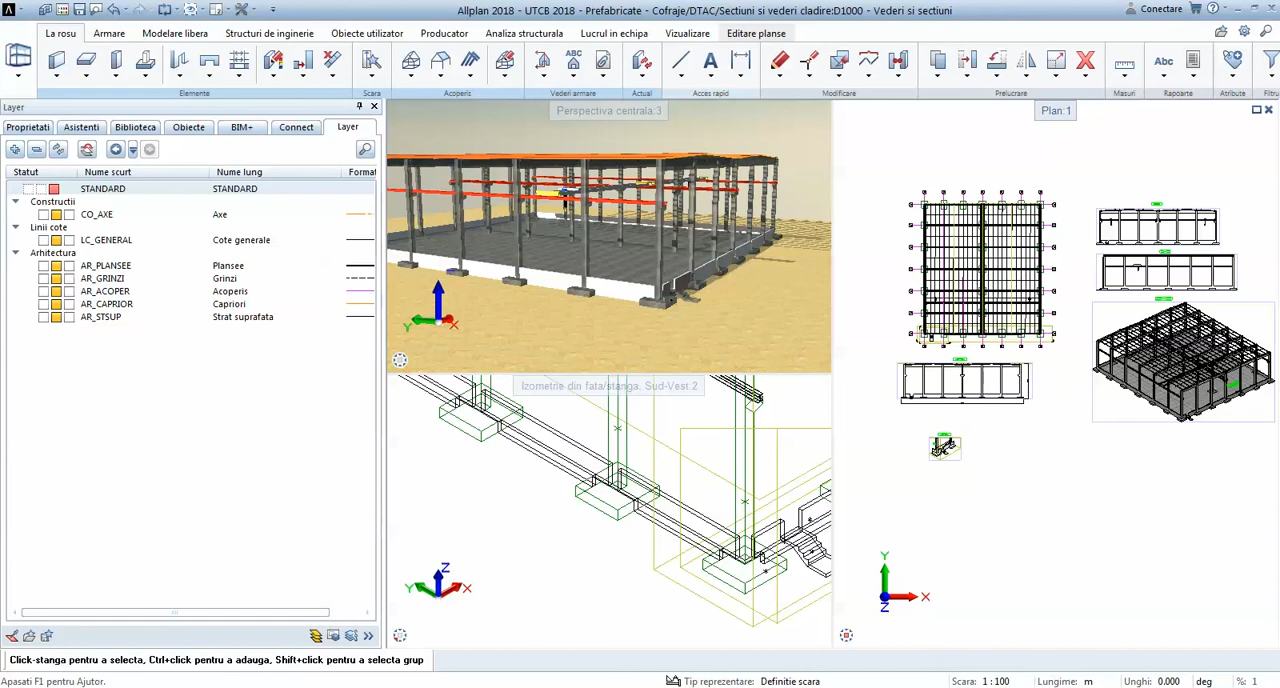 Allplan 2018 - UTCB 2018 - Prefabricate - Cofraje/DTAC/Sectiuni si vederi cladire:D1000 - Vederi si sectiuni
Conectare
La rosu
Armare
Modelare libera
Structuri de inginerie
Obiecte utilizator
Producator
Analiza structurala
Lucrul in echipa
Vizualizare
Editare planse
ABC
A
Abc
Elemente
Scara
Acoperis
Vederi armare
Actual
Acces rapid
Modificare
Prelucrare
Masuri
Rapoarte
Atribute
Filtru
Layer
Proprietati
Asistenti
Biblioteca
Obiecte
BIM+
Connect
Layer
Statut
Nume scurt
Nume lung
Format
STANDARD
STANDARD
Constructii
CO_AXE
Axe
Linii cote
LC_GENERAL
Cote generale
Arhitectura
AR_PLANSEE
Plansee
AR_GRINZI
Grinzi
AR_ACOPER
Acoperis
AR_CAPRIOR
Capriori
AR_STSUP
Strat suprafata
Perspectiva centrala:3
Y
X
Izometrie din fata/stanga. Sud-Vest:2
Z
Y
X
Plan:1
Y
X
Z
Click-stanga pentru a selecta, Ctrl+click pentru a adauga, Shift+click pentru a selecta grup
Apasati F1 pentru Ajutor.
Tip reprezentare:
Definitie scara
Scara:
1 : 100
Lungime:
m
Unghi:
0.000
deg
%:
1